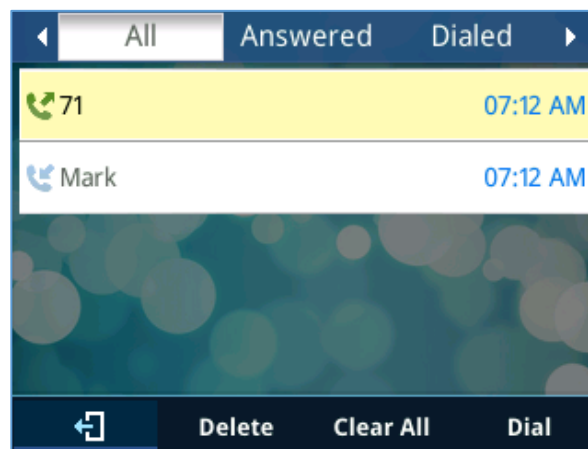 All Answered Dialed
71 07:12 AM
Mark 07:12 AM
Delete Clear All Dial